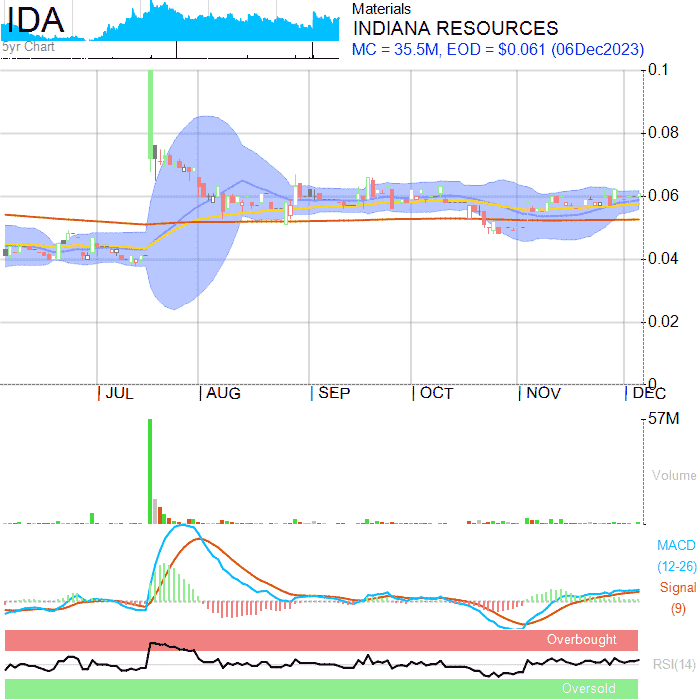 IDA
5yr Chart
Materials
INDIANA RESOURCES
MC = 35.5M, EOD = $0.061 (06Dec2023)
0.1
0.08
0.06
0.04
0.02
0
JUL AUG SEP OCT NOV DEC
57M
Volume
MACD
(12-26)
Signal
(9)
Overbought
RSI(14)
Oversold